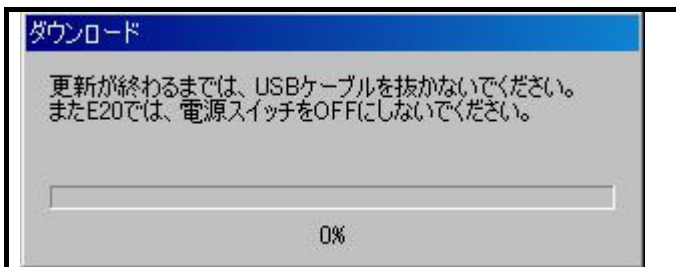 ダウンロード
更新が終わるまでは、USBケーブルを抜かないでください。
またE20では、電源スイッチをOFFにしないでください。
0%